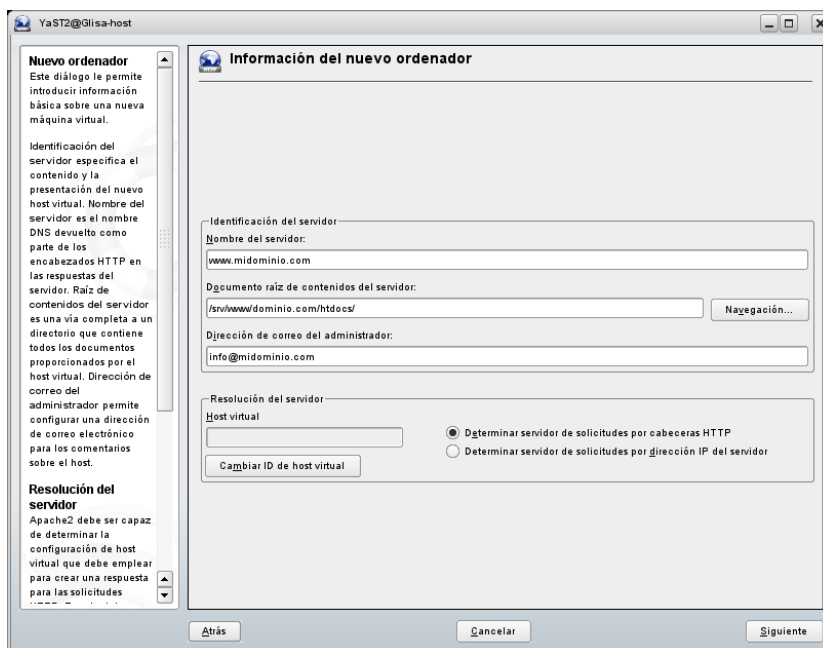 YaST2@Glisa-host
Nuevo ordenador
Este diálogo le permite
introducir información
básica sobre una nueva
máquina virtual.
Identificación del
servidor especifica el
contenido y la
presentación del nuevo
host virtual. Nombre del
servidor es el nombre
DNS devuelto como
parte de los
encabezados HTTP en
las respuestas del
servidor. Raíz de
contenidos del servidor
es una vía completa a un
directorio que contiene
todos los documentos
proporcionados por el
host virtual. Dirección de
correo del
administrador permite
configurar una dirección
de correo electrónico
para los comentarios
sobre el host.
Resolución del
servidor
Apache2 debe ser capaz
de determinar la
configuración de host
virtual que debe emplear
para crear una respuesta
para las solicitudes
HTTP
Información del nuevo ordenador
Identificación del servidor
Nombre del servidor:
www.midominio.com
Documento raíz de contenidos del servidor:
/srv/www/dominio.com/htdocs/
Navegación...
Dirección de correo del administrador:
info@midominio.com
Resolución del servidor
Host virtual
Determinar servidor de solicitudes por cabeceras HTTP
Determinar servidor de solicitudes por dirección IP del servidor
Cambiar ID de host virtual
Atrás
Cancelar
Siguiente